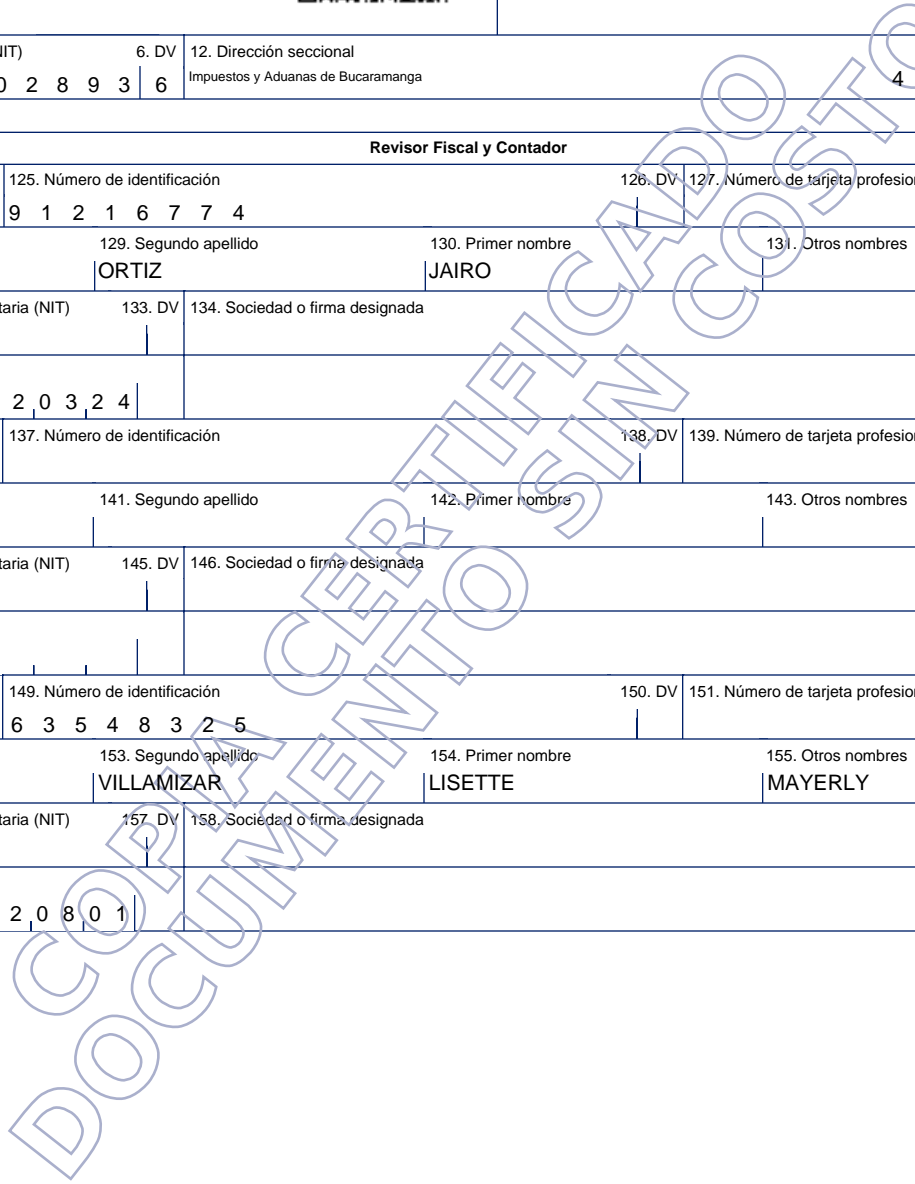 6. DV 12. Dirección seccional
0 2 8 9 3 6 Impuestos y Aduanas de Bucaramanga 4
Revisor Fiscal y Contador
125. Número de identificación 126. DV 127. Número de tarjeta
9 1 2 1 6 7 7 4
129. Segundo apellido 130. Primer nombre 131. Otros nombres
ORTIZ JAIRO
(NIT) 133. DV 134. Sociedad o firma designada
2 0 3 2 4
137. Número de identificación 138. DV 139. Número de tarjeta
141. Segundo apellido 142. Primer nombre 143. Otros nombres
(NIT) 145. DV 146. Sociedad o firma designada
149. Número de identificación 150. DV 151. Número de tarjeta
6 3 5 4 8 3 2 5
153. Segundo apellido 154. Primer nombre 155. Otros nombres
VILLAMIZAR LISETTE MAYERLY
(NIT) 157. DV 158. Sociedad o firma designada
2 0 8 0 1
COPIA CERTIFICADO
DOCUMENTO SIN COSTO